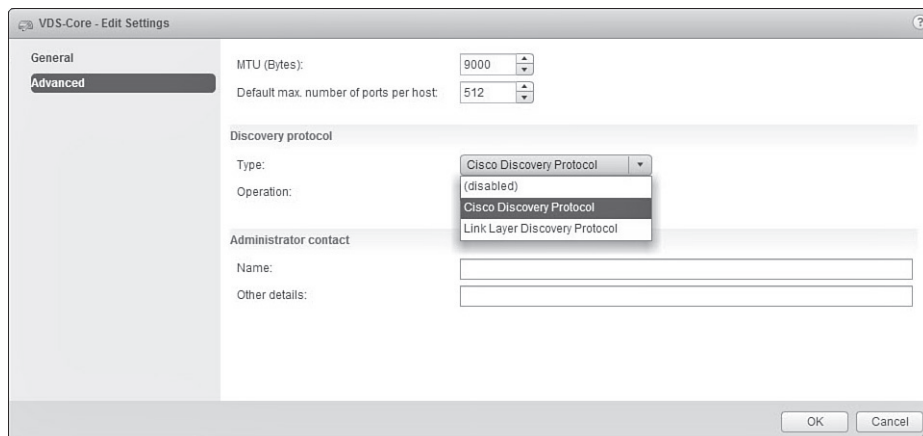 VDS-Core - Edit Settings
?
General
Advanced
MTU (Bytes): 9000
Default max. number of ports per host: 512
Discovery protocol
Type: Cisco Discovery Protocol
Operation:
(disabled)
Cisco Discovery Protocol
Link Layer Discovery Protocol
Administrator contact
Name:
Other details:
OK Cancel